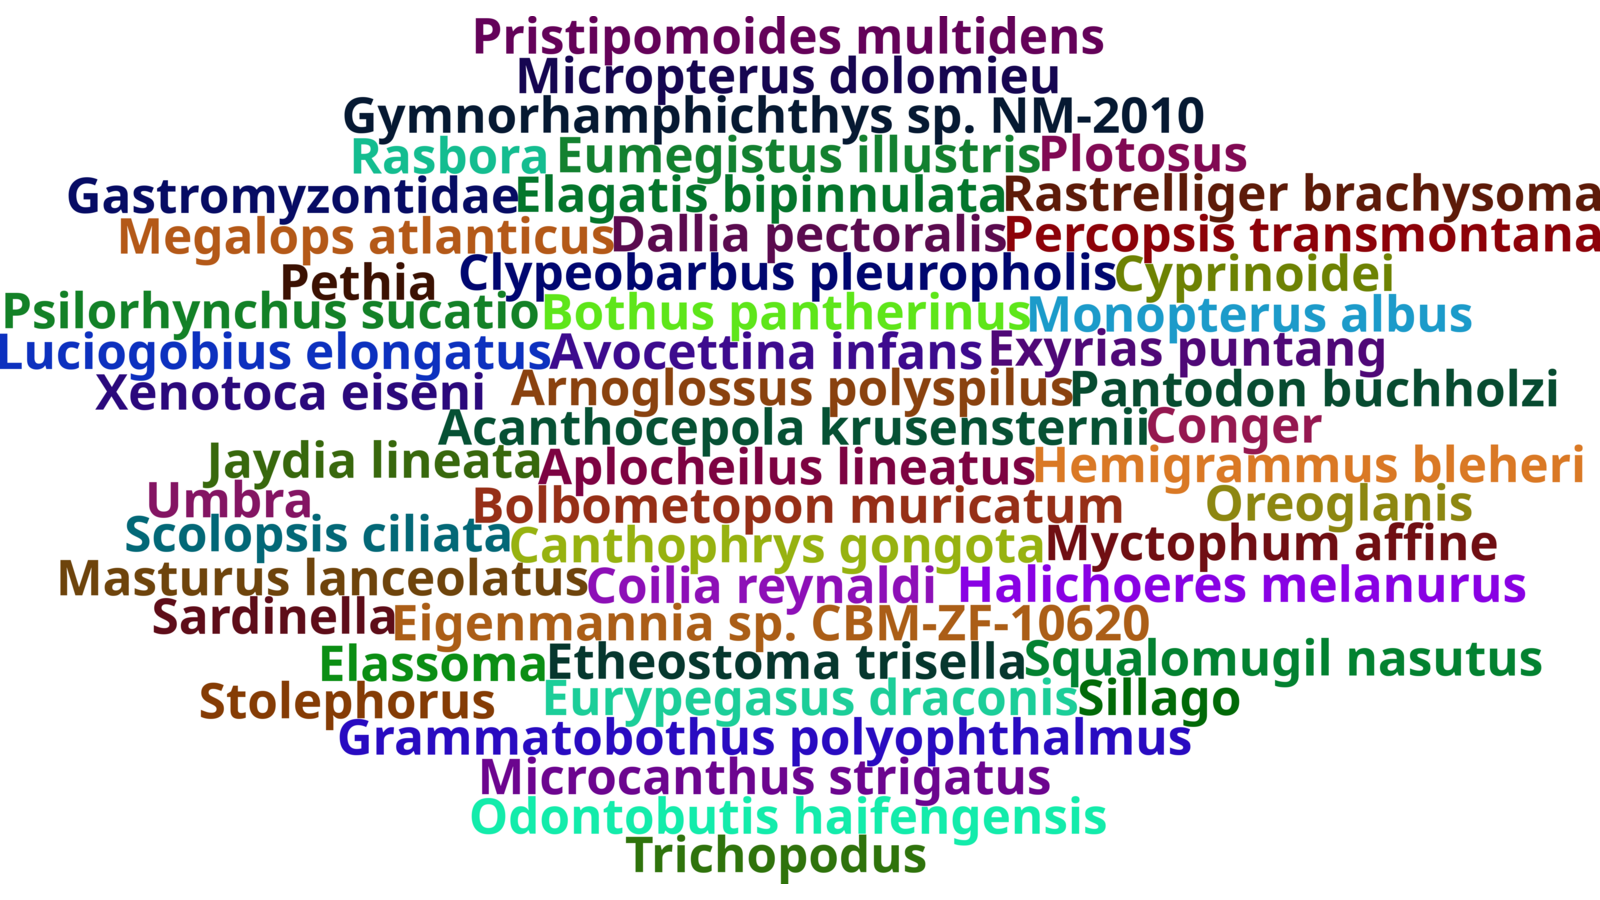 Pristipomoides multidens
Micropterus dolomieu
Gymnorhamphichthys sp. NM-2010
Rasbora Eumegistus illustris Plotosus
Gastromyzontidae Elagatis bipinnulata Rastrelliger brachysoma
Megalops atlanticus Dallia pectoralis Percopsis transmontana
Pethia Clypeobarbus pleuropholis Cyprinoidei
Psilorhynchus sucatio Bothus pantherinus Monopterus albus
Luciogobius elongatus Avocettina infans Exyrias puntang
Xenotoca eiseni Arnoglossus polyspilus Pantodon buchholzi
Acanthocepola krusensternii Conger
Jaydia lineata Aplocheilus lineatus Hemigrammus bleheri
Umbra Bolbometopon muricatum Oreoglanis
Scolopsis ciliata Canthophrys gongota Myctophum affine
Masturus lanceolatus Coilia reynaldi Halichoeres melanurus
Sardinella Eigenmannia sp. CBM-ZF-10620
Elassoma Etheostoma trisella Squalomugil nasutus
Stolephorus Eurypegasus draconis Sillago
Grammatobothus polyophthalmus
Microcanthus strigatus
Odontobutis haifengensis
Trichopodus